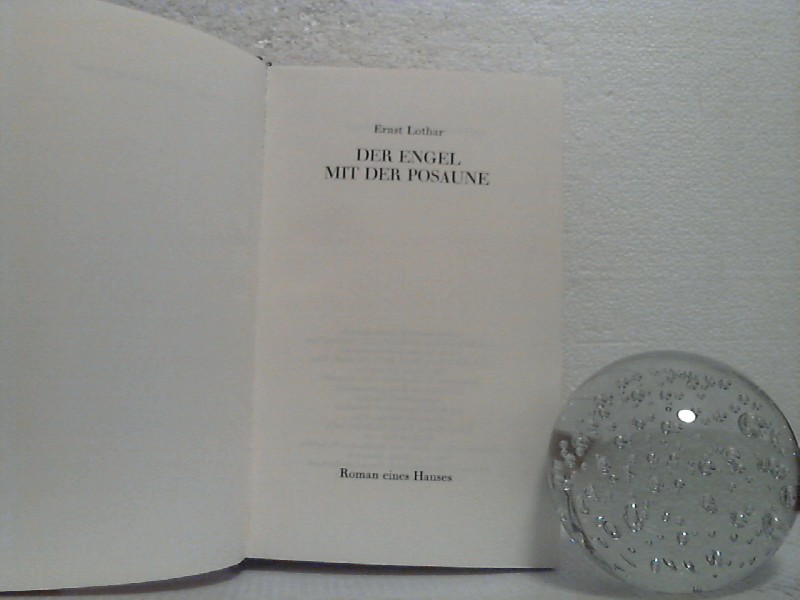 Ernst Lothar
DER ENGEL
MIT DER POSAUNE
Roman eines Hauses